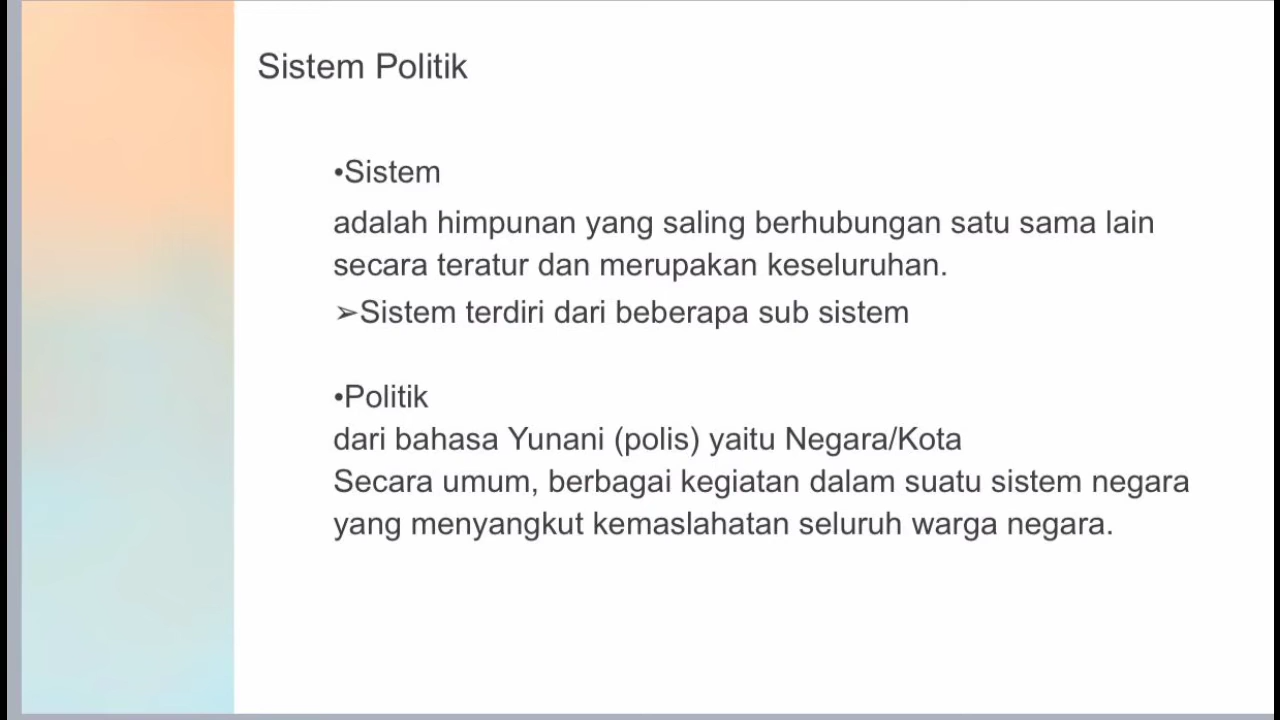 Sistem Politik
•Sistem
adalah himpunan yang saling berhubungan satu sama lain
secara teratur dan merupakan keseluruhan.
➢Sistem terdiri dari beberapa sub sistem
•Politik
dari bahasa Yunani (polis) yaitu Negara/Kota
Secara umum, berbagai kegiatan dalam suatu sistem negara
yang menyangkut kemaslahatan seluruh warga negara.